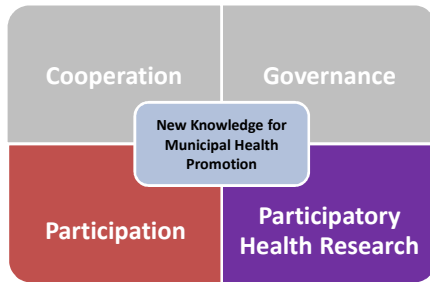 Cooperation
Governance
New Knowledge for
Municipal Health
Promotion
Participation
Participatory
Health Research